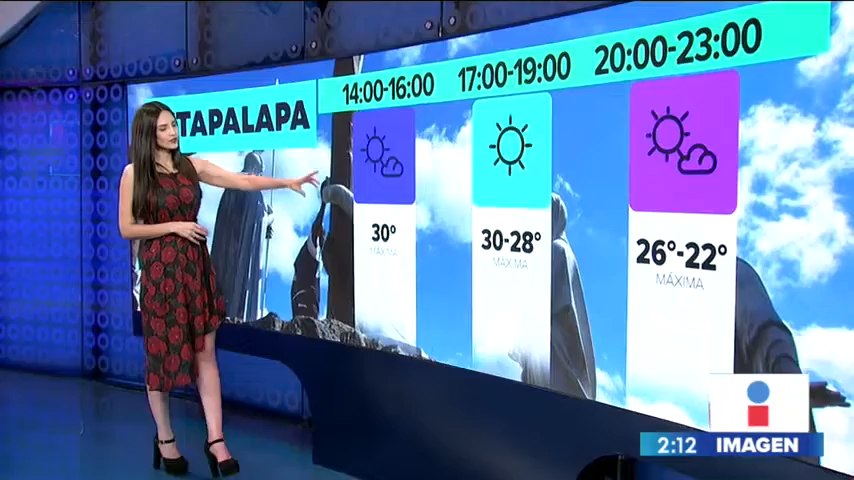 TAPALAPA
14:00-16:00
17:00-19:00
20:00-23:00
30°
MÁXIMA
30-28°
MÁXIMA
26°-22°
MÁXIMA
2:12 IMAGEN